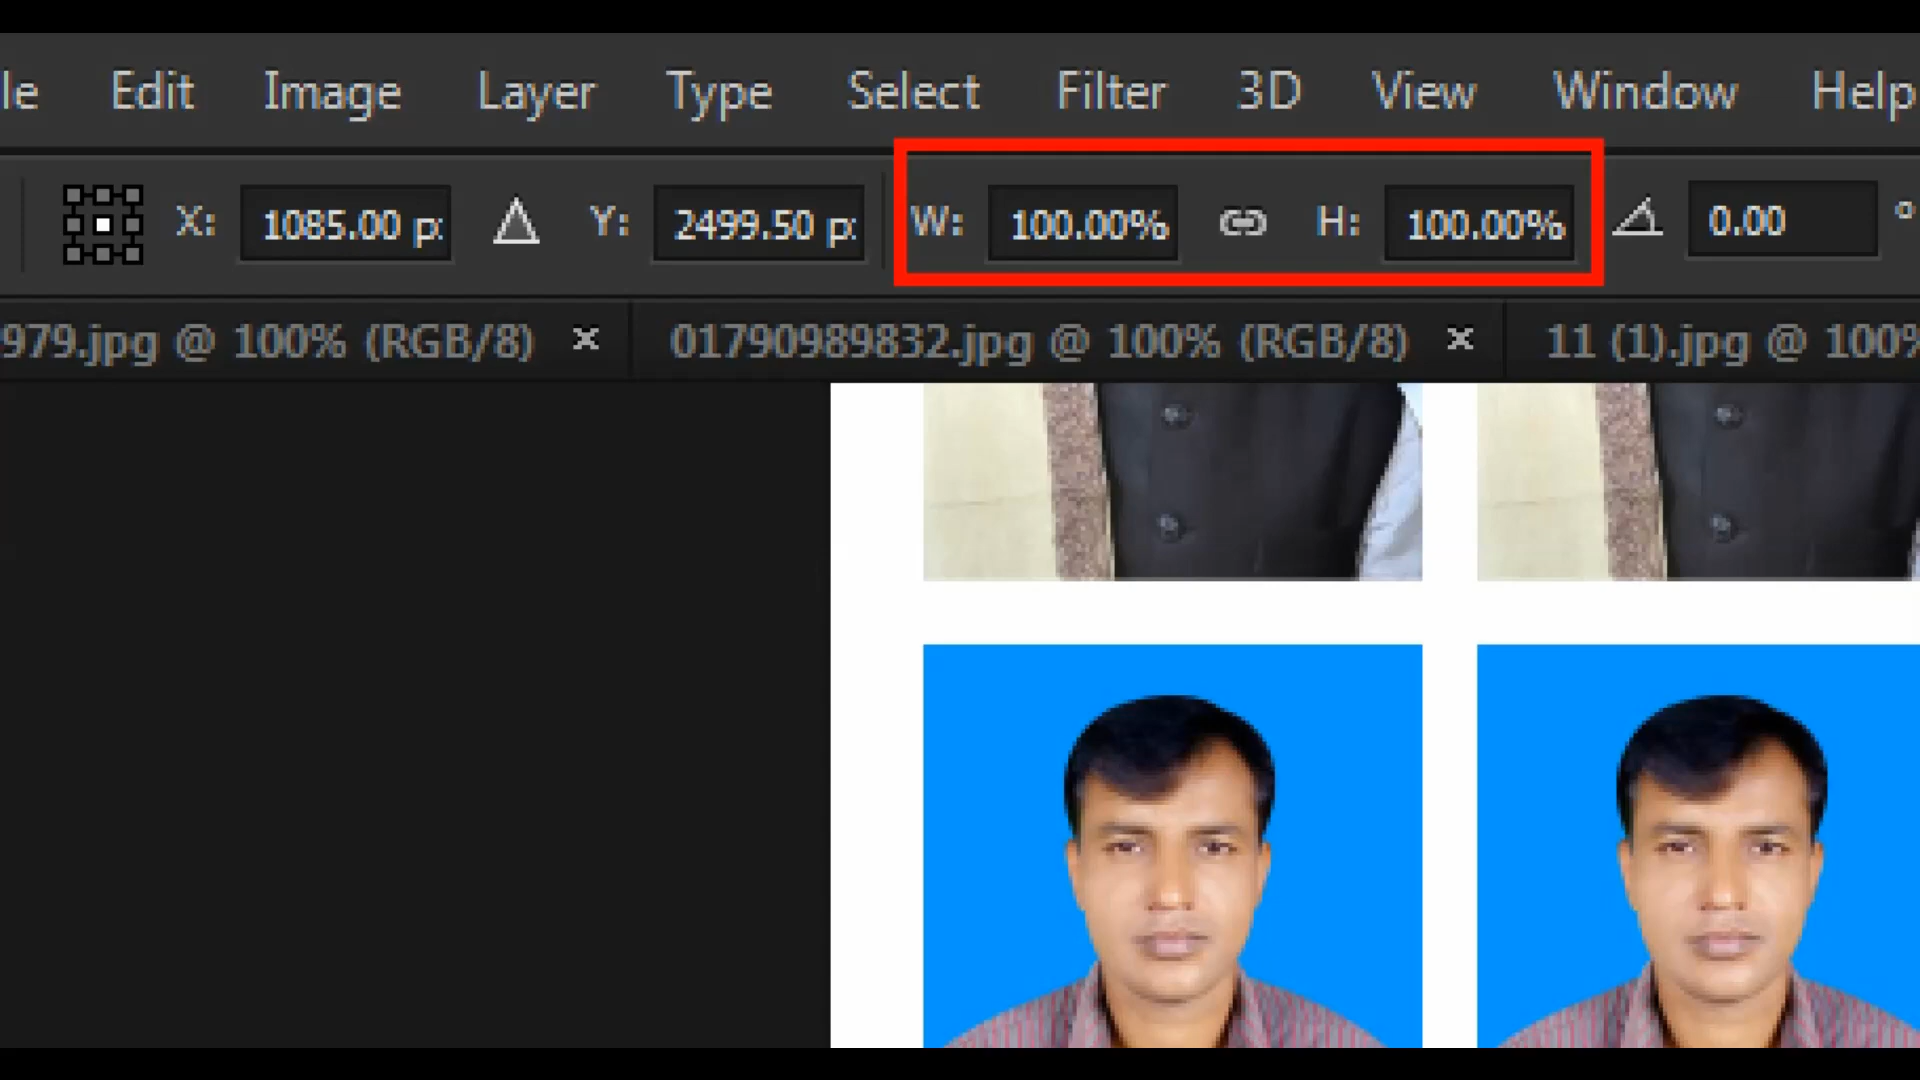 le Edit Image Layer Type Select Filter 3D View Window Help
X: 1085.00 p Y: 2499.50 p W: 100.00% H: 100.00% 0.00 °
979.jpg @ 100% (RGB/8) × 01790989832.jpg @ 100% (RGB/8) × 11 (1).jpg @ 100%